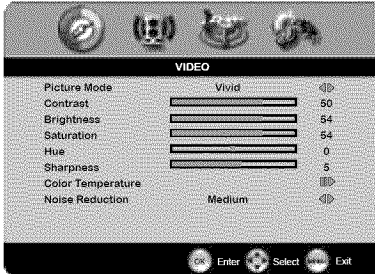 VIDEO
Picture Mode Vivid
Contrast 50
Brightness 54
Saturation 54
Hue 0
Sharpness 5
Color Temperature
Noise Reduction Medium
OK Enter Select Exit